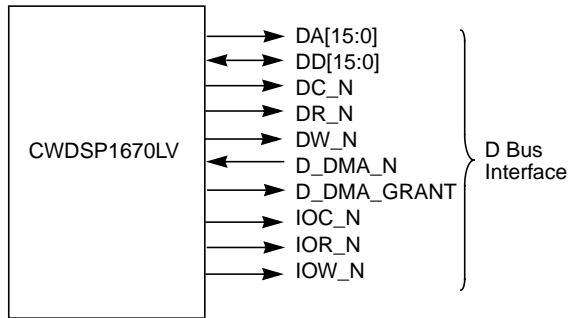 CWDSP1670LV
DA[15:0]
DD[15:0]
DC_N
DR_N
DW_N
D_DMA_N
D_DMA_GRANT
IOC_N
IOR_N
IOW_N
D Bus
Interface